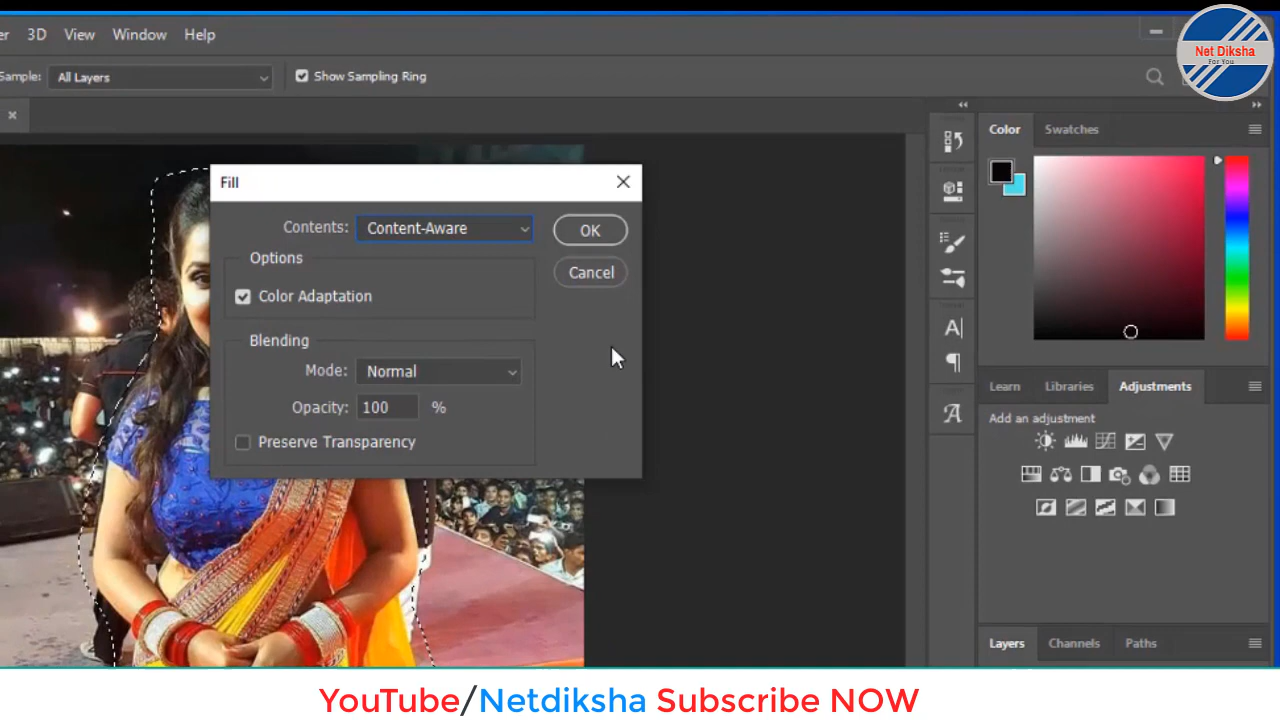 er 3D View Window Help
Net Diksha
For You
Sample: All Layers Show Sampling Ring
Color Swatches
Fill
Contents: Content-Aware OK
Options
Cancel
Color Adaptation
Blending
Mode: Normal
Opacity: 100 %
Preserve Transparency
A
Learn Libraries Adjustments
Add an adjustment
Layers Channels Paths
YouTube/Netdiksha Subscribe NOW